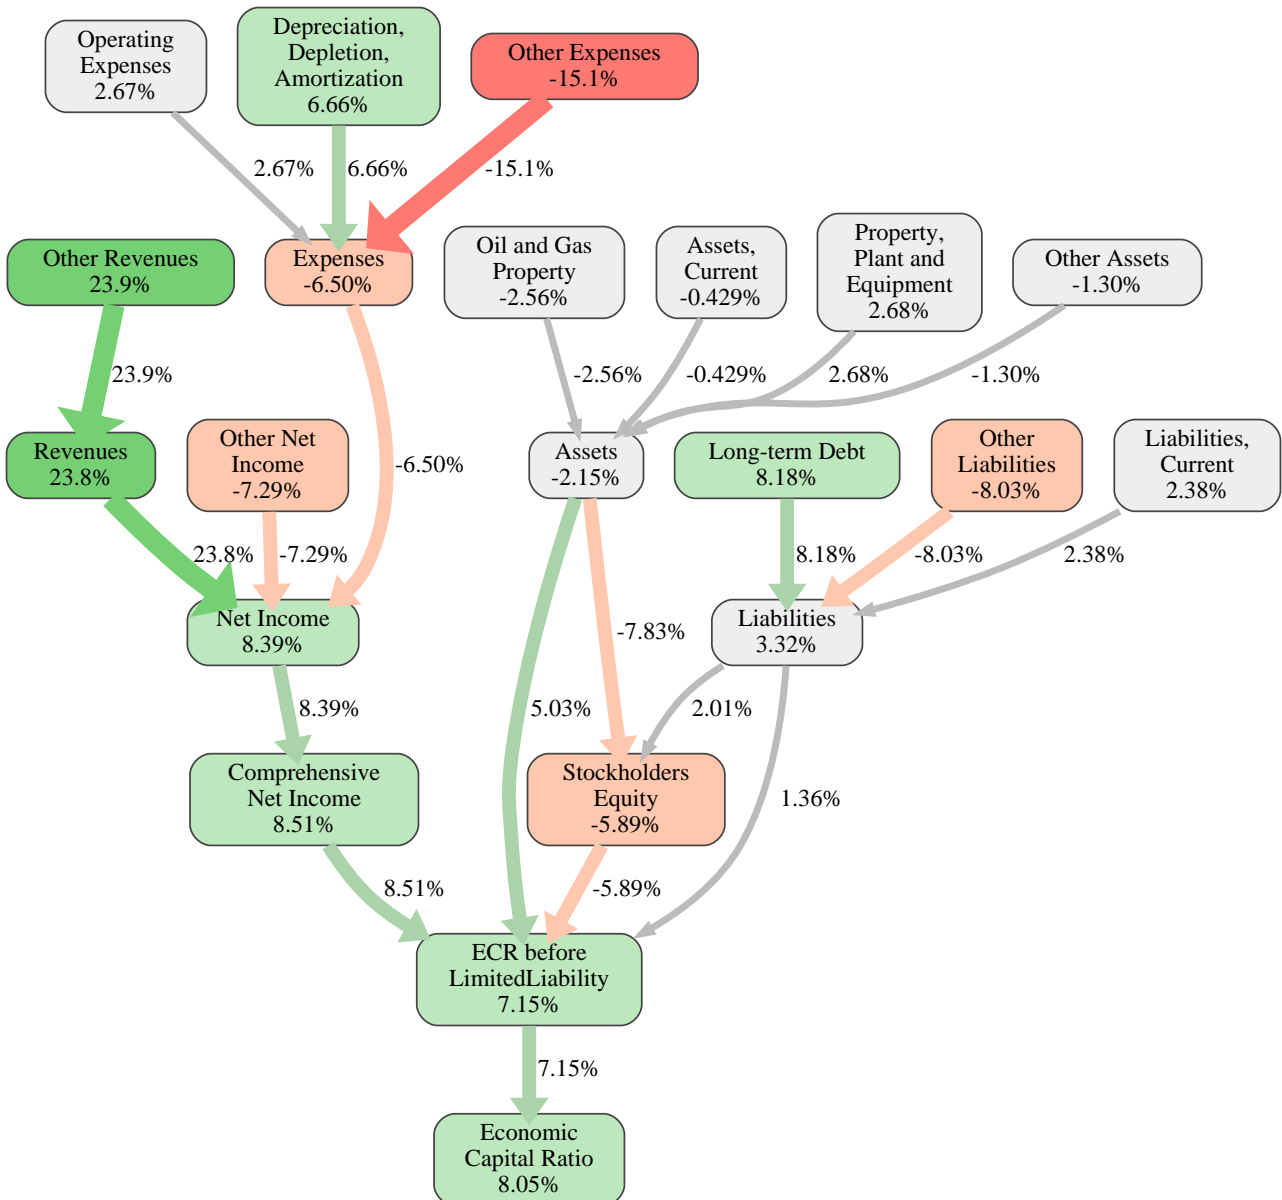 Operating
Expenses
2.67%
Depreciation,
Depletion,
Amortization
6.66%
Other Expenses
-15.1%
2.67%
6.66%
-15.1%
Other Revenues
23.9%
Expenses
-6.50%
Oil and Gas
Property
-2.56%
Assets,
Current
-0.429%
Property,
Plant and
Equipment
2.68%
Other Assets
-1.30%
23.9%
-2.56%
-0.429%
2.68%
-1.30%
Revenues
23.8%
Other Net
Income
-7.29%
-6.50%
Assets
-2.15%
Long-term Debt
8.18%
Other
Liabilities
-8.03%
Liabilities,
Current
2.38%
23.8%
-7.29%
8.18%
-8.03%
2.38%
Net Income
8.39%
-7.83%
Liabilities
3.32%
8.39%
5.03%
2.01%
Comprehensive
Net Income
8.51%
Stockholders
Equity
-5.89%
1.36%
8.51%
-5.89%
ECR before
LimitedLiability
7.15%
7.15%
Economic
Capital Ratio
8.05%